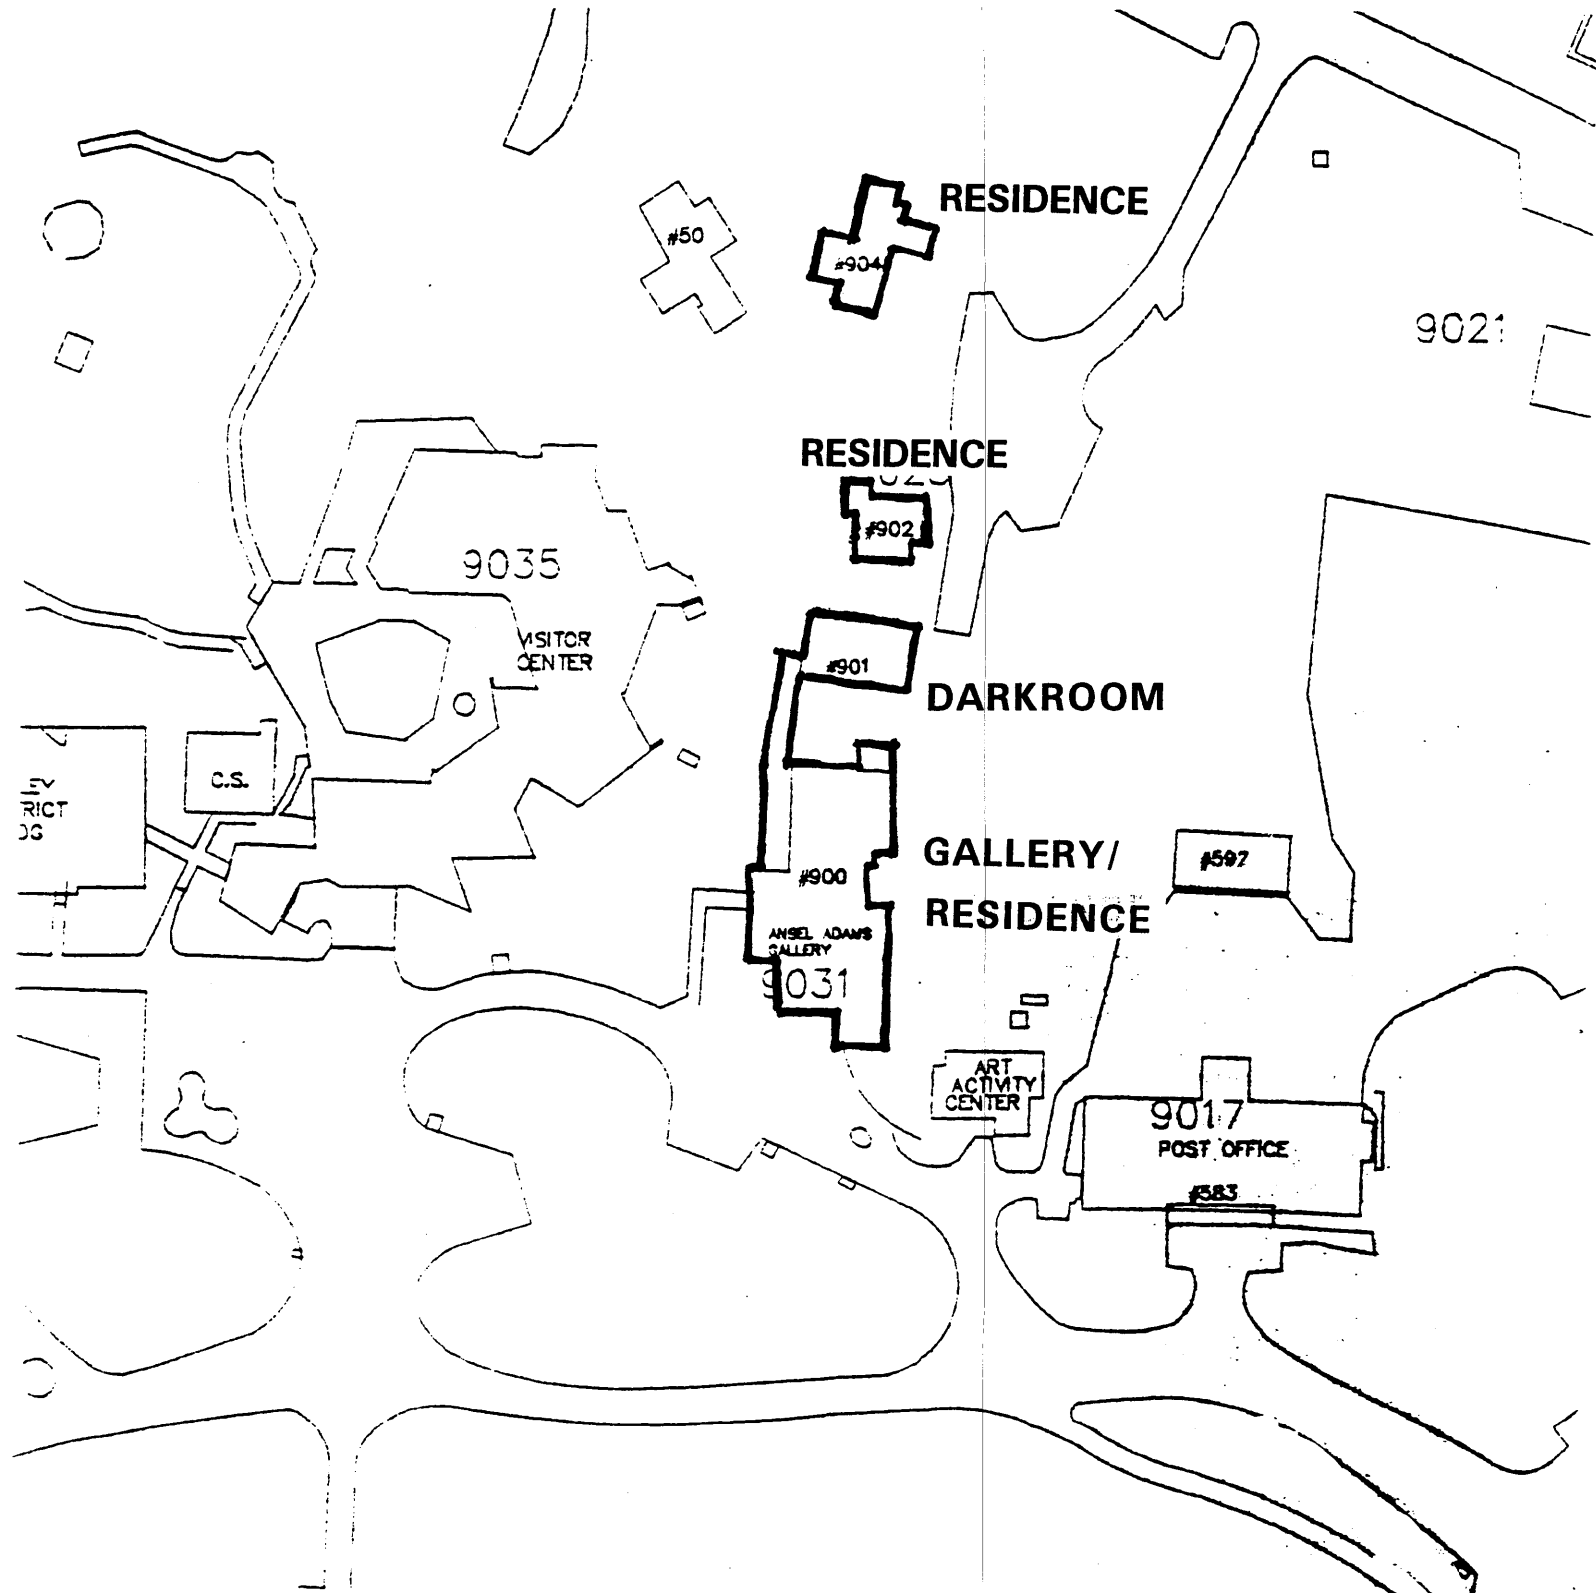 RESIDENCE
#50
#904
9021
RESIDENCE
#902
9035
VISITOR
CENTER
#901
DARKROOM
C.S.
RICT
GALLERY/
#597
#900
RESIDENCE
ANSEL ADAMS
GALLERY
9031
ART
ACTIVITY
CENTER
9017
POST OFFICE
#583